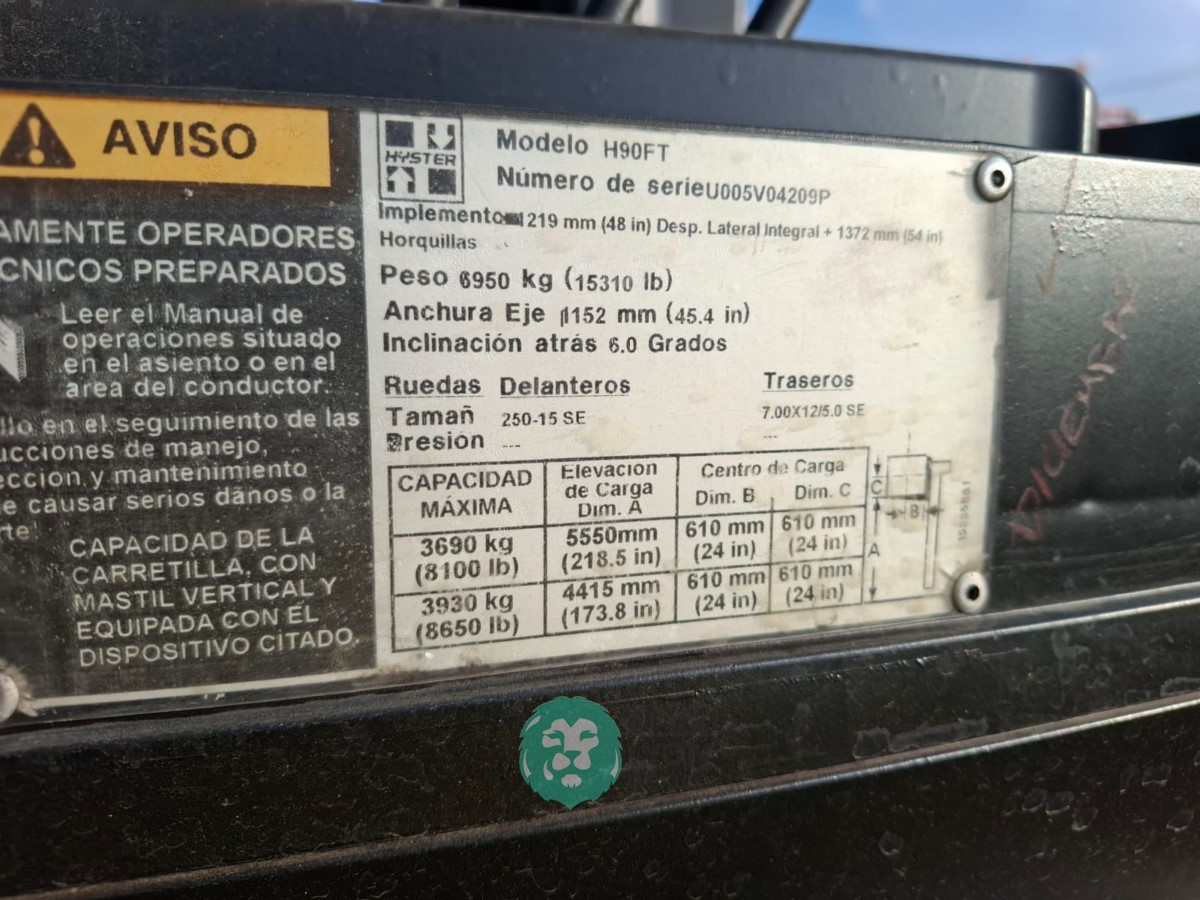 AVISO
AMENTE OPERADORES
CNICOS PREPARADOS
Leer el Manual de
operaciones situado
en el asiento o en el
area del conductor.
llo en el seguimiento de las
ucciones de manejo,
ección y mantenimiento
e causar serios danos o la
rte
CAPACIDAD DE LA
CARRETILLA, CON
MASTIL VERTICAL Y
EQUIPADA CON EL
DISPOSITIVO CITADO.
HYSTER
Modelo H90FT
Número de serieU005V04209P
Implemento 1219 mm (48 in) Desp. Lateral Integral + 1372 mm (54 in)
Horquillas
Peso 6950 kg (15310 lb)
Anchura Eje 1152 mm (45.4 in)
Inclinación atrás 6.0 Grados
Ruedas Delanteros Traseros
Tamañ 250-15 SE 7.00X12/5.0 SE
Presión --- ---
CAPACIDAD MÁXIMA Elevacion de Carga Dim. A Centro de Carga Dim. B Dim. C
3690 kg 5550mm 610 mm 610 mm
(8100 lb) (218.5 in) (24 in) (24 in)
3930 kg 4415 mm 610 mm 610 mm
(8650 lb) (173.8 in) (24 in) (24 in)
C
B
A
DICIEMBRE